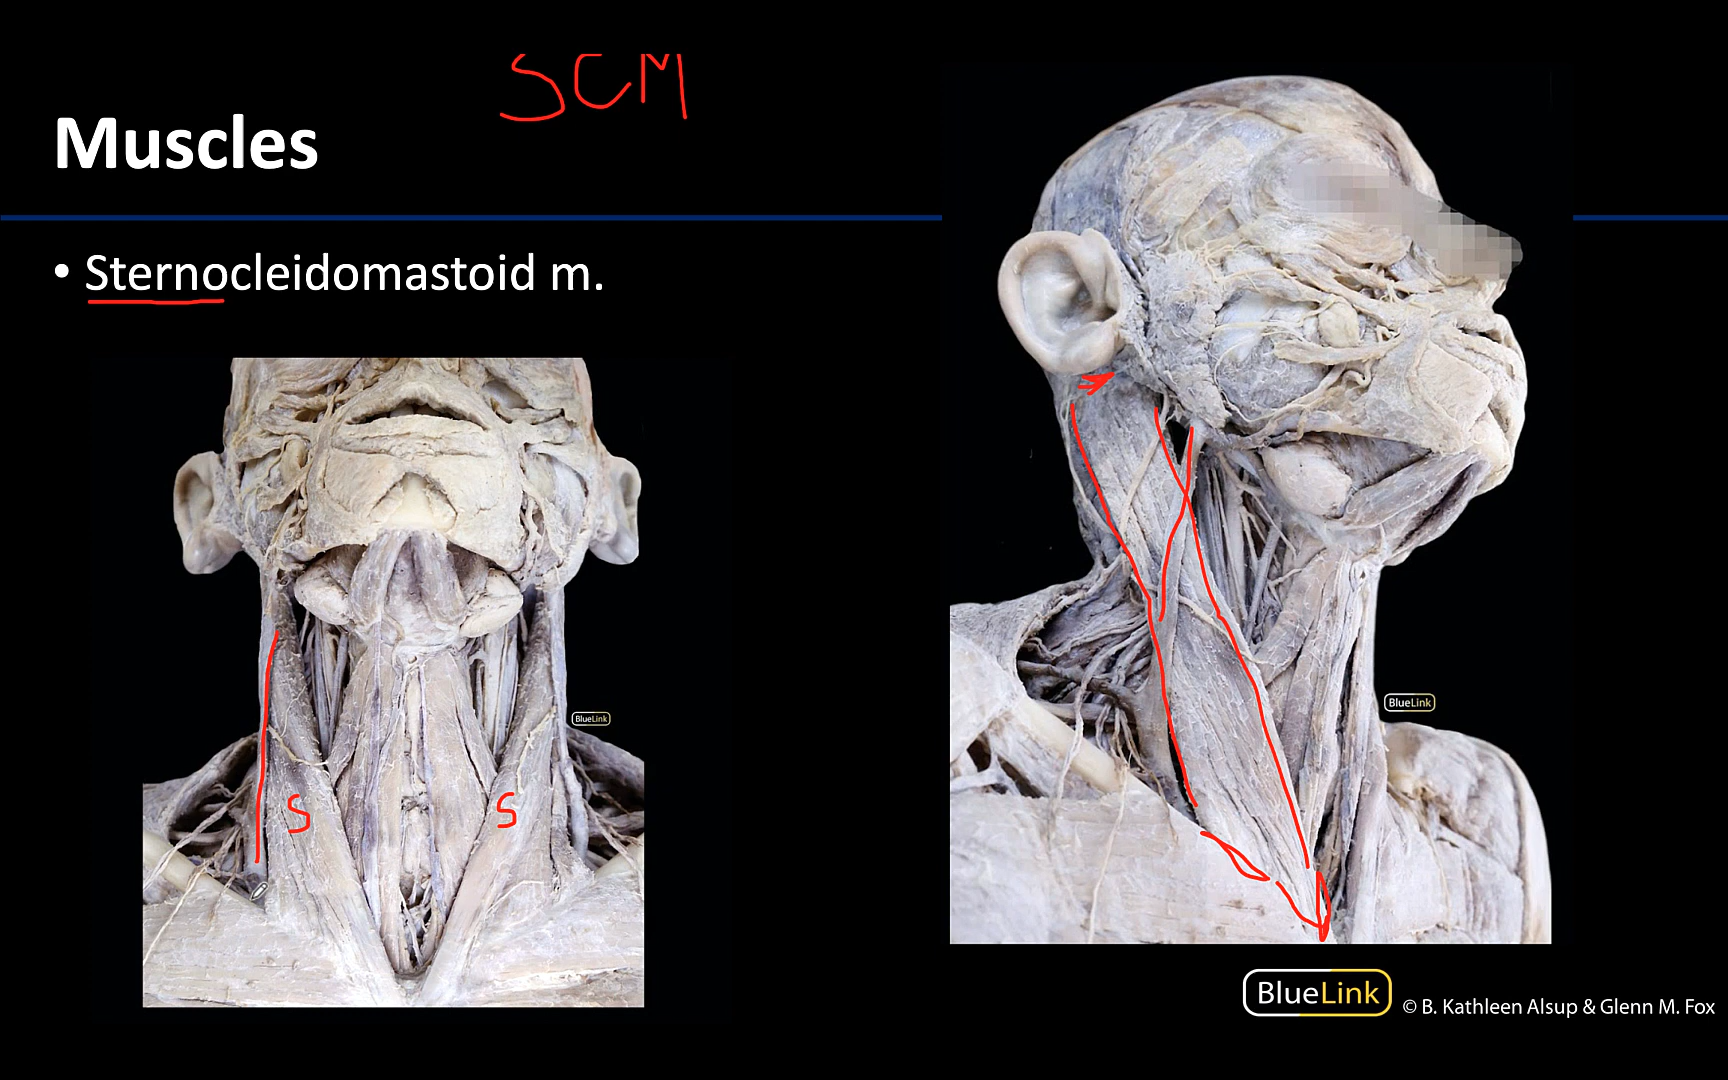 SCM
Muscles
• Sternocleidomastoid m.
BlueLink
S S
BlueLink
BlueLink © B. Kathleen Alsup & Glenn M. Fox